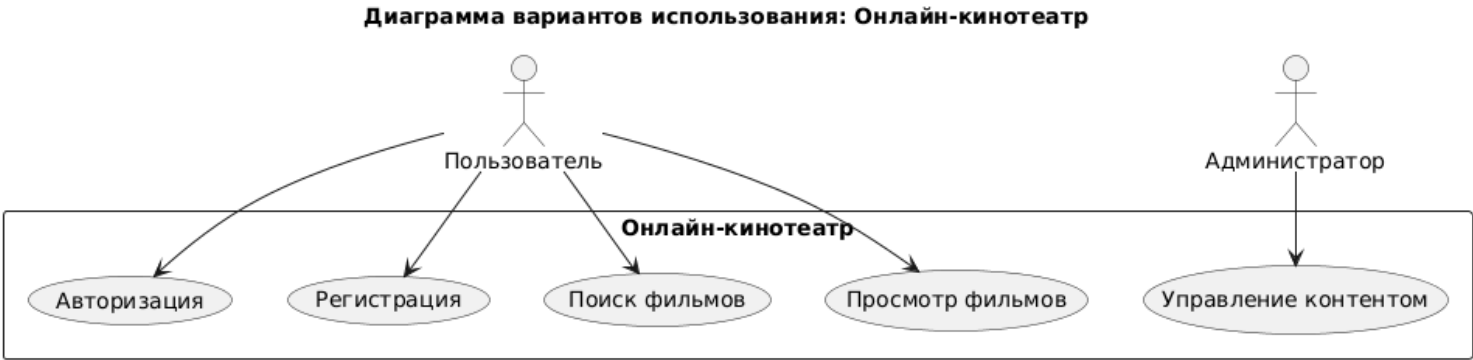 Диаграмма вариантов использования: Онлайн-кинотеатр
Пользователь
Администратор
Онлайн-кинотеатр
Авторизация
Регистрация
Поиск фильмов
Просмотр фильмов
Управление контентом